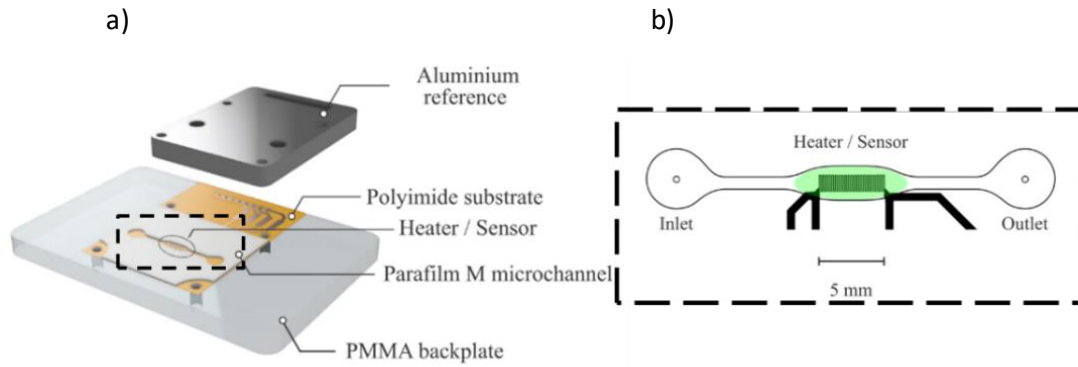 a)
b)
Aluminium
reference
Polyimide substrate
Heater / Sensor
Parafilm M microchannel
PMMA backplate
Heater / Sensor
Inlet
Outlet
5 mm